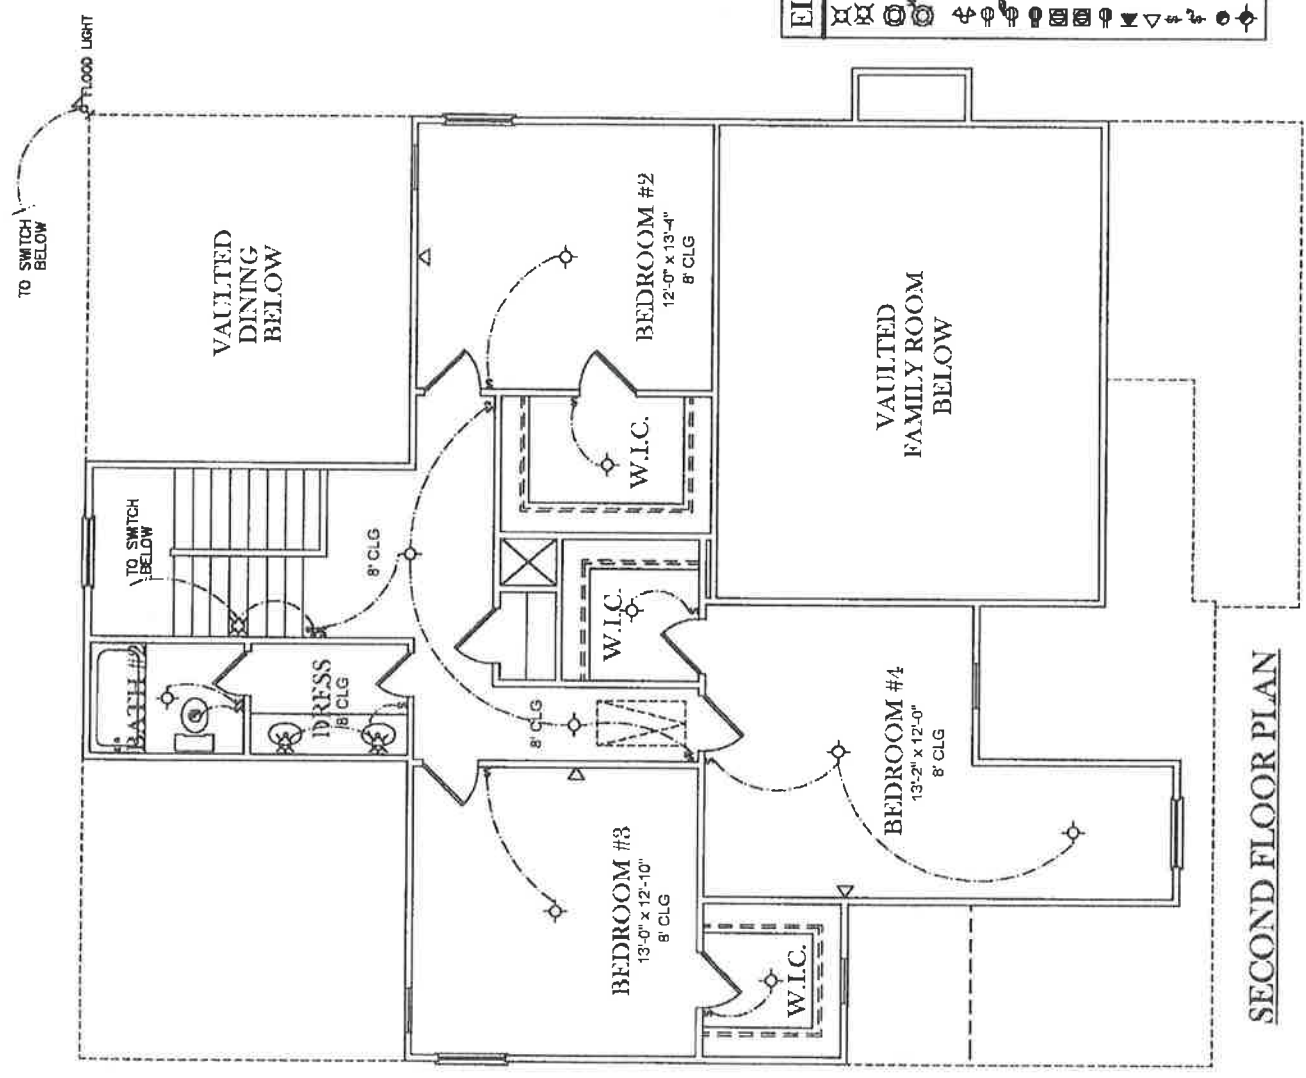 FLOOD LIGHT
TO SWITCH
BELOW
VAULTED
DINING
BELOW
BEDROOM #2
12'-0" x 13'-4"
8' CLG
VAULTED
FAMILY ROOM
BELOW
TO SWITCH
BELOW
8' CLG
W.I.C.
W.I.C.
BATH #2
DRESS
8' CLG
8' CLG
BEDROOM #4
13'-2" x 12'-0"
8' CLG
BEDROOM #3
13'-0" x 12'-10"
8' CLG
W.I.C.
SECOND FLOOR PLAN